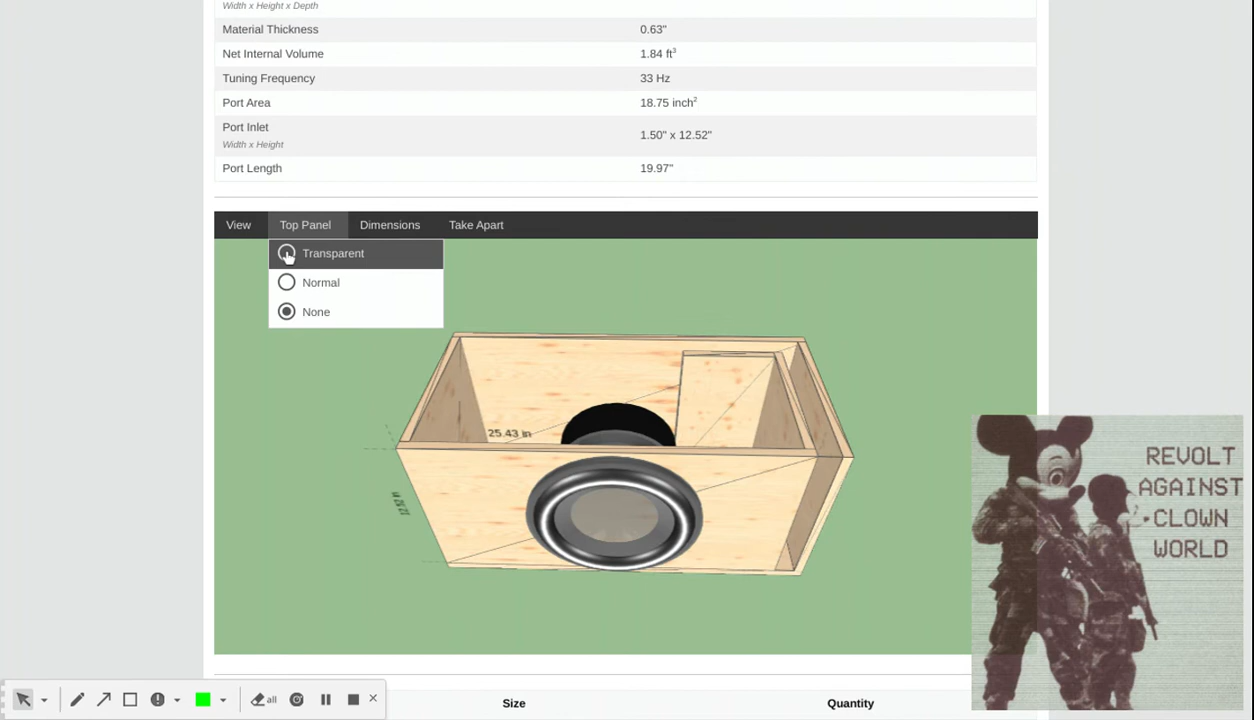 Width x Height x Depth
Material Thickness 0.63"
Net Internal Volume 1.84 ft³
Tuning Frequency 33 Hz
Port Area 18.75 inch²
Port Inlet 1.50" x 12.52"
Width x Height
Port Length 19.97"
View Top Panel Dimensions Take Apart
Transparent
Normal
None
25.43 in
REVOLT
AGAINST
CLOWN
WORLD
all
Size Quantity